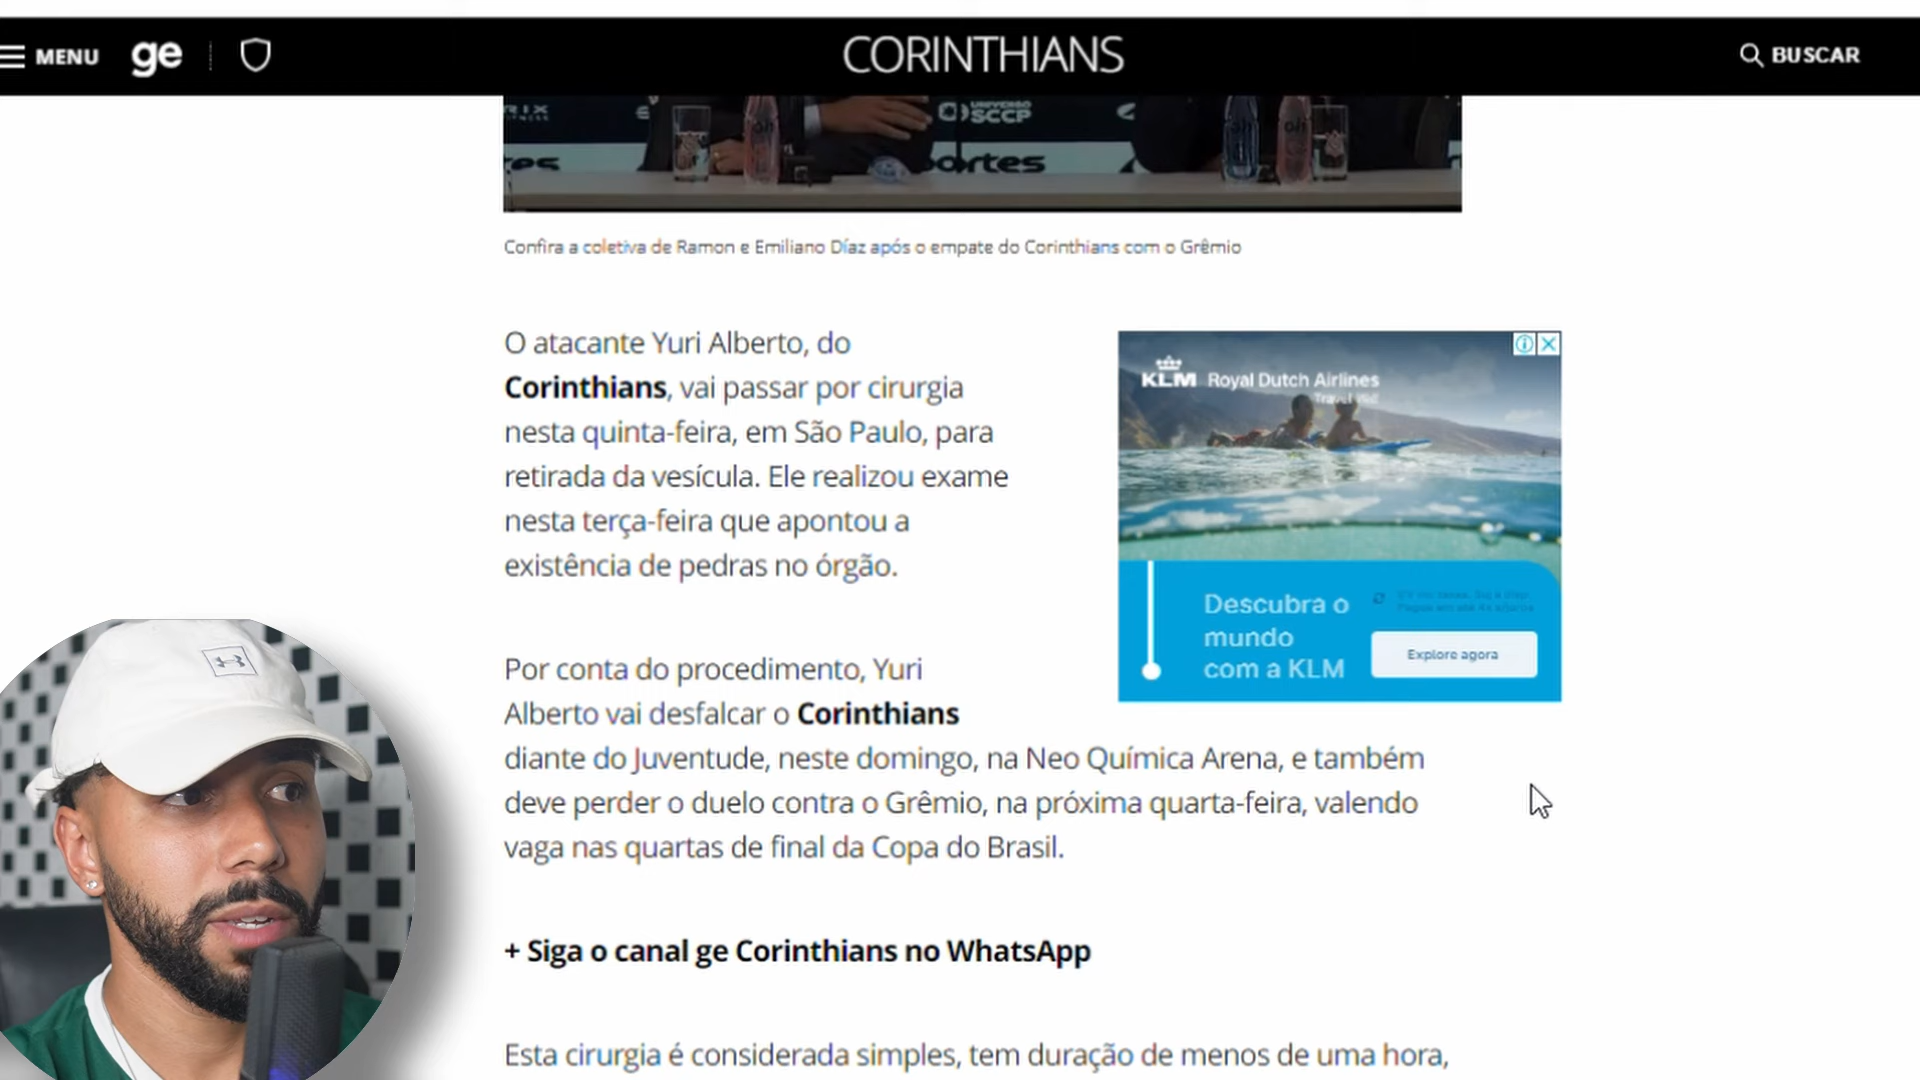 MENU
ge
CORINTHIANS
BUSCAR
UNIVERSO
SCCP
Confira a coletiva de Ramon e Emiliano Díaz após o empate do Corinthians com o Grêmio
O atacante Yuri Alberto, do
Corinthians, vai passar por cirurgia
nesta quinta-feira, em São Paulo, para
retirada da vesícula. Ele realizou exame
nesta terça-feira que apontou a
existência de pedras no órgão.
KLM Royal Dutch Airlines
Descubra o
mundo
com a KLM
Explore agora
Por conta do procedimento, Yuri
Alberto vai desfalcar o Corinthians
diante do Juventude, neste domingo, na Neo Química Arena, e também
deve perder o duelo contra o Grêmio, na próxima quarta-feira, valendo
vaga nas quartas de final da Copa do Brasil.
+ Siga o canal ge Corinthians no WhatsApp
Esta cirurgia é considerada simples, tem duração de menos de uma hora,